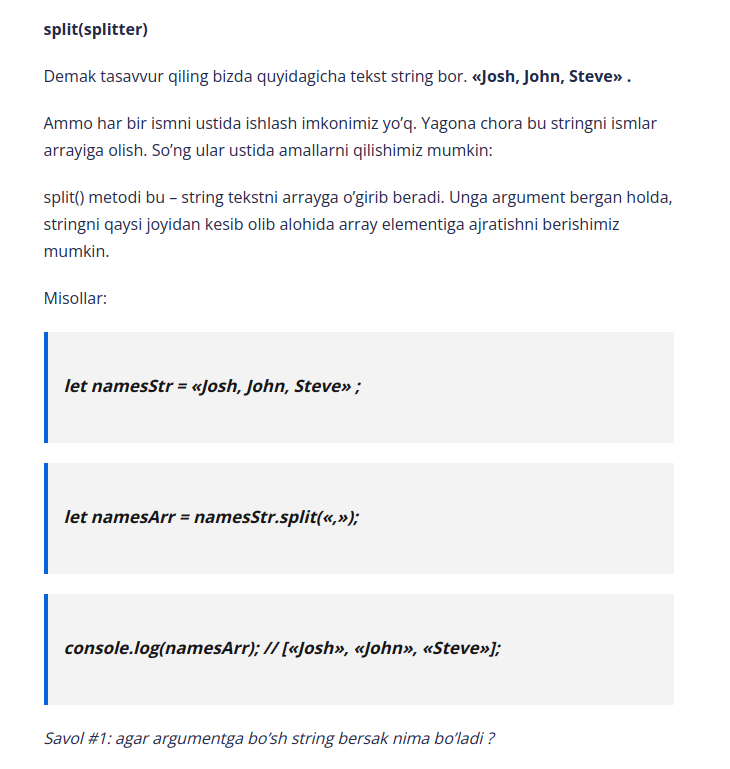 split(splitter)
Demak tasavvur qiling bizda quyidagicha tekst string bor. «Josh, John, Steve» .
Ammo har bir ismni ustida ishlash imkonimiz yo’q. Yagona chora bu stringni ismlar
arrayiga olish. So’ng ular ustida amallarni qilishimiz mumkin:
split() metodi bu – string tekstni arrayga o’girib beradi. Unga argument bergan holda,
stringni qaysi joyidan kesib olib alohida array elementiga ajratishni berishimiz
mumkin.
Misollar:
let namesStr = «Josh, John, Steve» ;
let namesArr = namesStr.split(«,»);
console.log(namesArr); // [«Josh», «John», «Steve»];
Savol #1: agar argumentga bo’sh string bersak nima bo’ladi ?